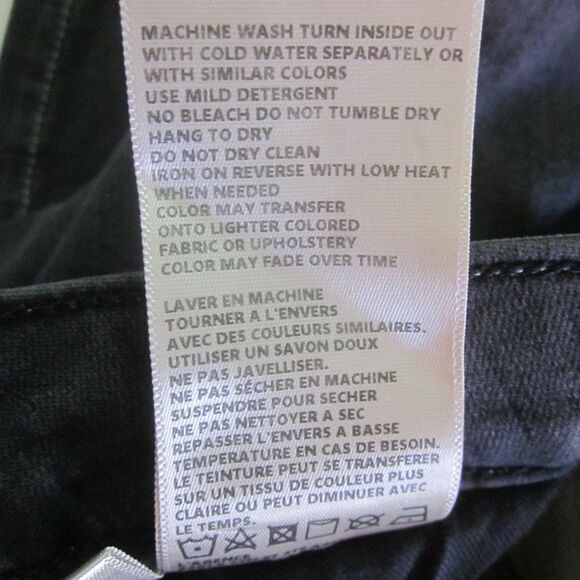 MACHINE WASH TURN INSIDE OUT
WITH COLD WATER SEPARATELY OR
WITH SIMILAR COLORS
USE MILD DETERGENT
NO BLEACH DO NOT TUMBLE DRY
HANG TO DRY
DO NOT DRY CLEAN
IRON ON REVERSE WITH LOW HEAT
WHEN NEEDED
COLOR MAY TRANSFER
ONTO LIGHTER COLORED
FABRIC OR UPHOLSTERY
COLOR MAY FADE OVER TIME
LAVER EN MACHINE
TOURNER A L'ENVERS
AVEC DES COULEURS SIMILAIRES.
UTILISER UN SAVON DOUX
NE PAS JAVELLISER.
NE PAS SÉCHER EN MACHINE
SUSPENDRE POUR SECHER
NE PAS NETTOYER A SEC
REPASSER L'ENVERS A BASSE
TEMPERATURE EN CAS DE BESOIN.
LE TEINTURE PEUT SE TRANSFERER
SUR UN TISSU DE COULEUR PLUS
CLAIRE OU PEUT DIMINUER AVEC
LE TEMPS.